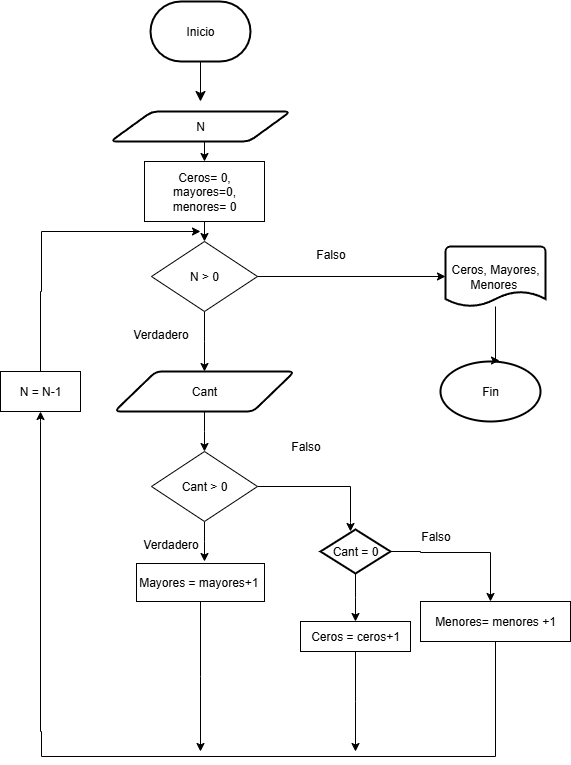 Inicio
N
Ceros= 0,
mayores=0,
menores= 0
N > 0
Falso
Ceros, Mayores,
Menores
Verdadero
Fin
N = N-1
Cant
Cant > 0
Falso
Verdadero
Cant = 0
Falso
Mayores = mayores+1
Ceros = ceros+1
Menores= menores +1